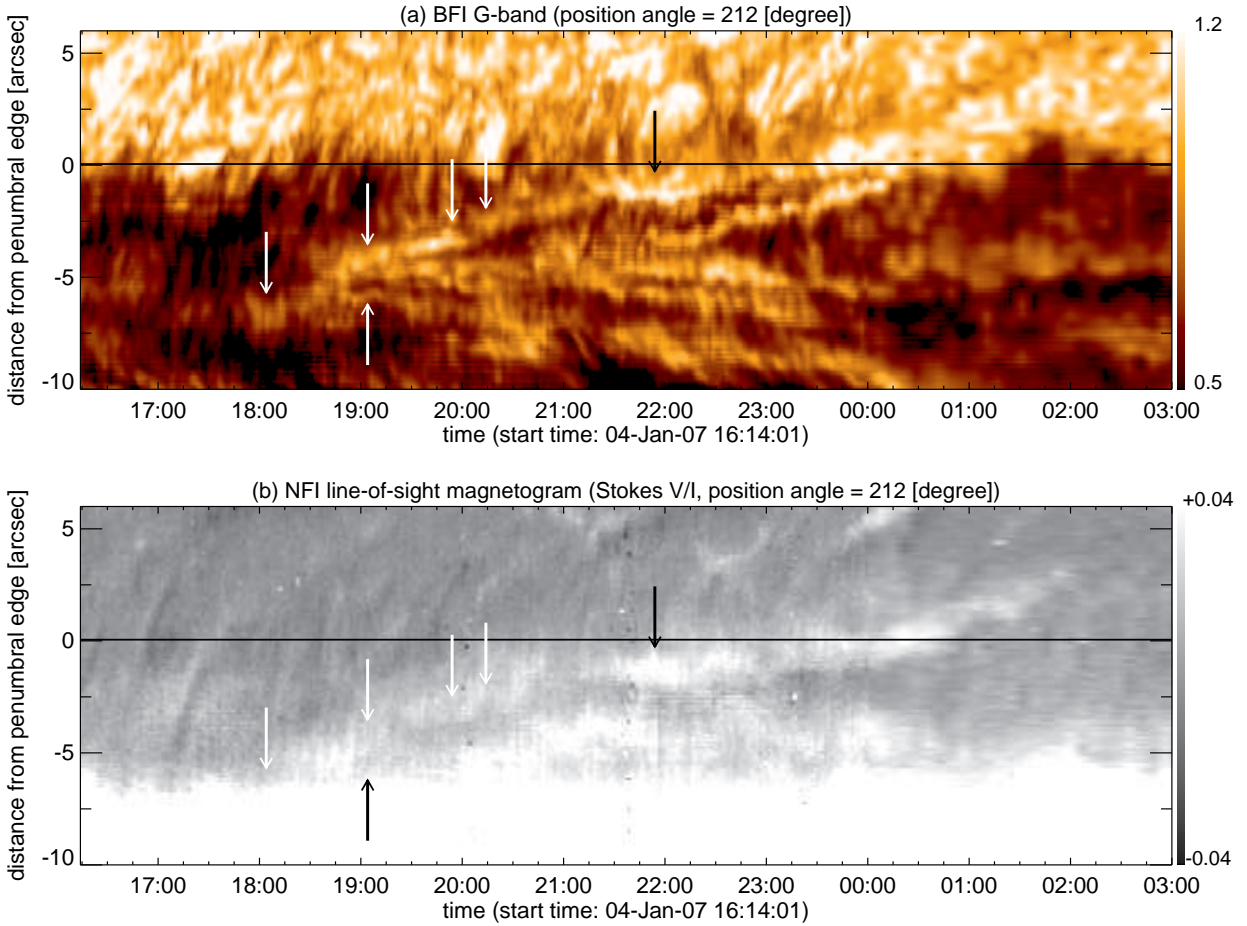 (a) BFI G-band (position angle = 212 [degree])
distance from penumbral edge [arcsec]
5
0
-5
-10
1.2
0.5
17:00 18:00 19:00 20:00 21:00 22:00 23:00 00:00 01:00 02:00 03:00
time (start time: 04-Jan-07 16:14:01)
(b) NFI line-of-sight magnetogram (Stokes V/I, position angle = 212 [degree])
distance from penumbral edge [arcsec]
5
0
-5
-10
+0.04
-0.04
17:00 18:00 19:00 20:00 21:00 22:00 23:00 00:00 01:00 02:00 03:00
time (start time: 04-Jan-07 16:14:01)